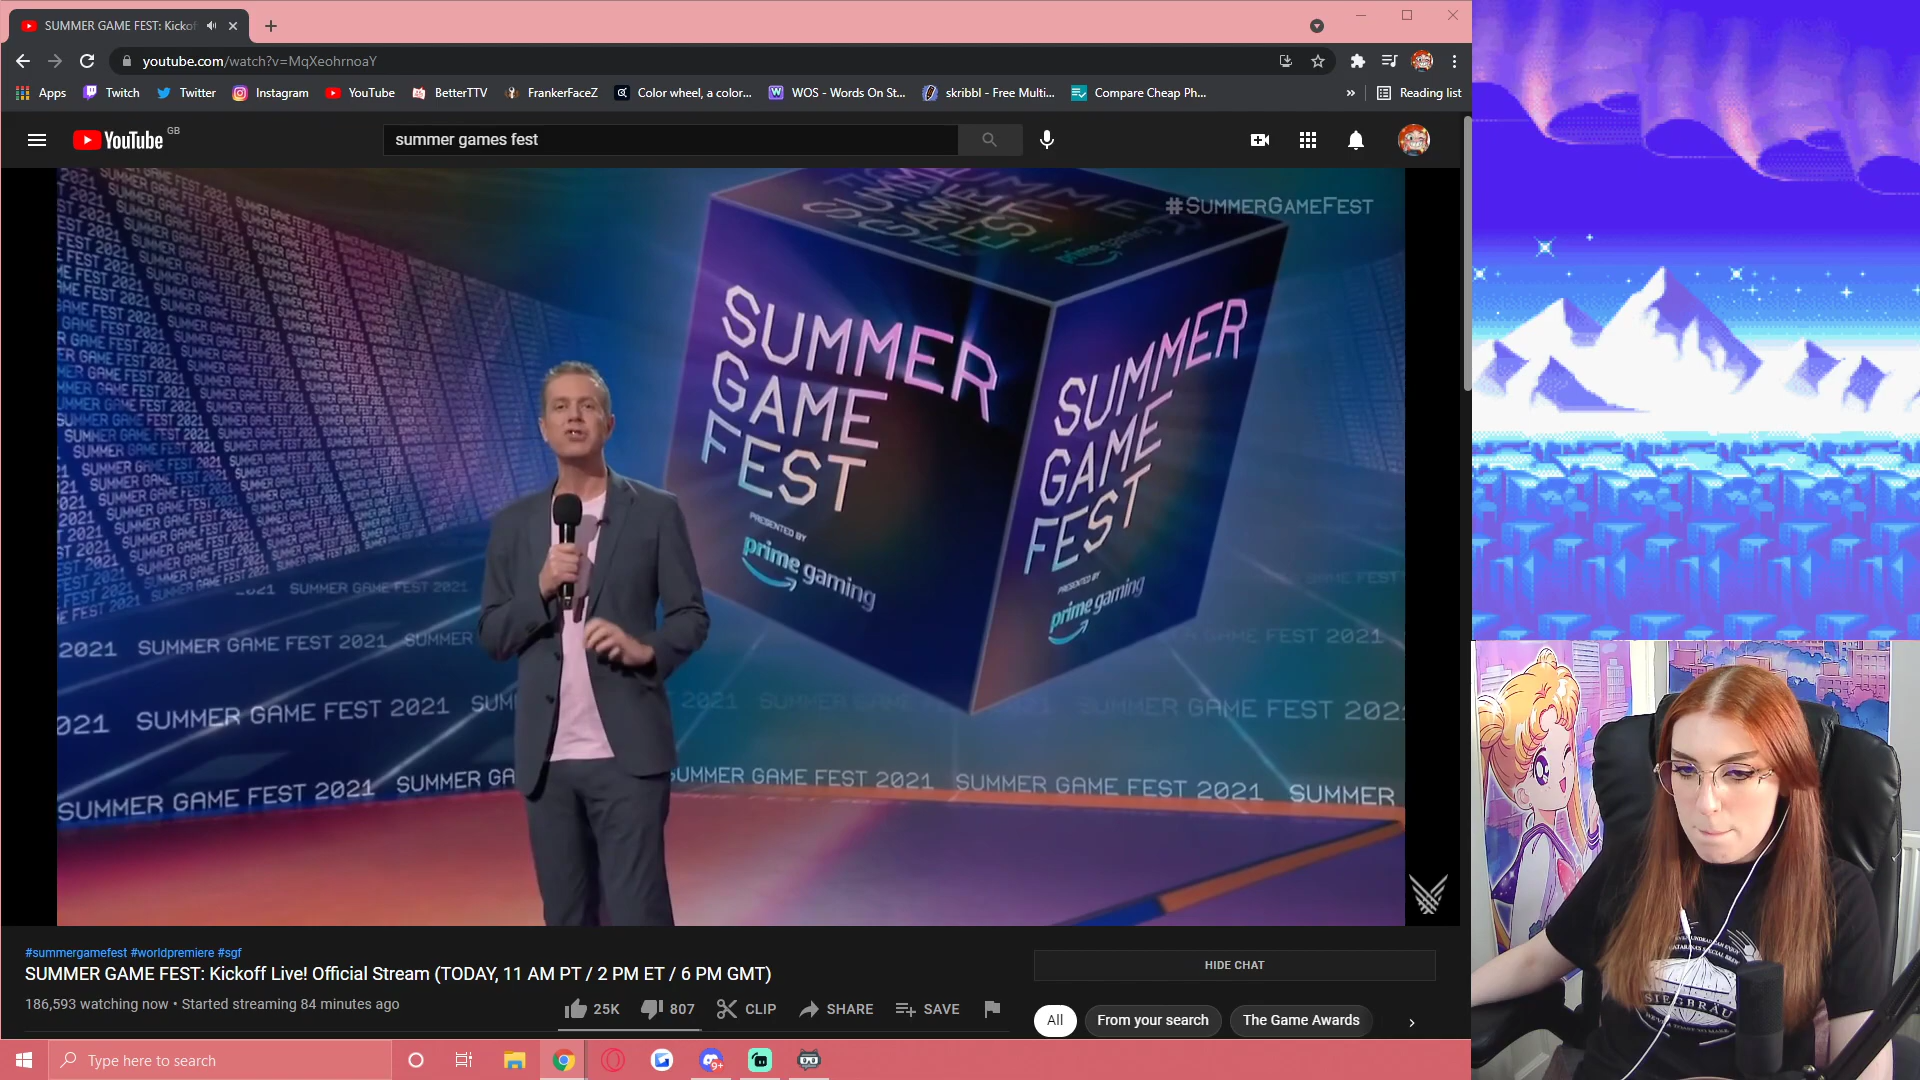 SUMMER GAME FEST: Kickof
youtube.com/watch?v=MqXeohrnoaY
Apps
Twitch
Twitter
Instagram
YouTube
BetterTTV
FrankerFaceZ
Color wheel, a color...
WOS - Words On St...
skribbl - Free Multi...
Compare Cheap Ph...
»
Reading list
YouTube GB
summer games fest
#SUMMERGAMEFEST
SUMMER
GAME
FEST
PRESENTED BY
prime gaming
SUMMER
GAME
FEST
PRESENTED BY
prime gaming
SUMMER GAME FEST 2021
2021 SUMMER GAME FEST 2021 SUMMER
021 SUMMER GAME FEST 2021 SUMM
SUMMER GAME FEST 2021 SUMMER GAME FEST 2021 SUMMER GAME FEST 2021 SUMMER
#summergamefest #worldpremiere #sgf
SUMMER GAME FEST: Kickoff Live! Official Stream (TODAY, 11 AM PT / 2 PM ET / 6 PM GMT)
186,593 watching now • Started streaming 84 minutes ago
25K
807
CLIP
SHARE
SAVE
HIDE CHAT
All
From your search
The Game Awards
SIEGBRÄU
Type here to search
9+